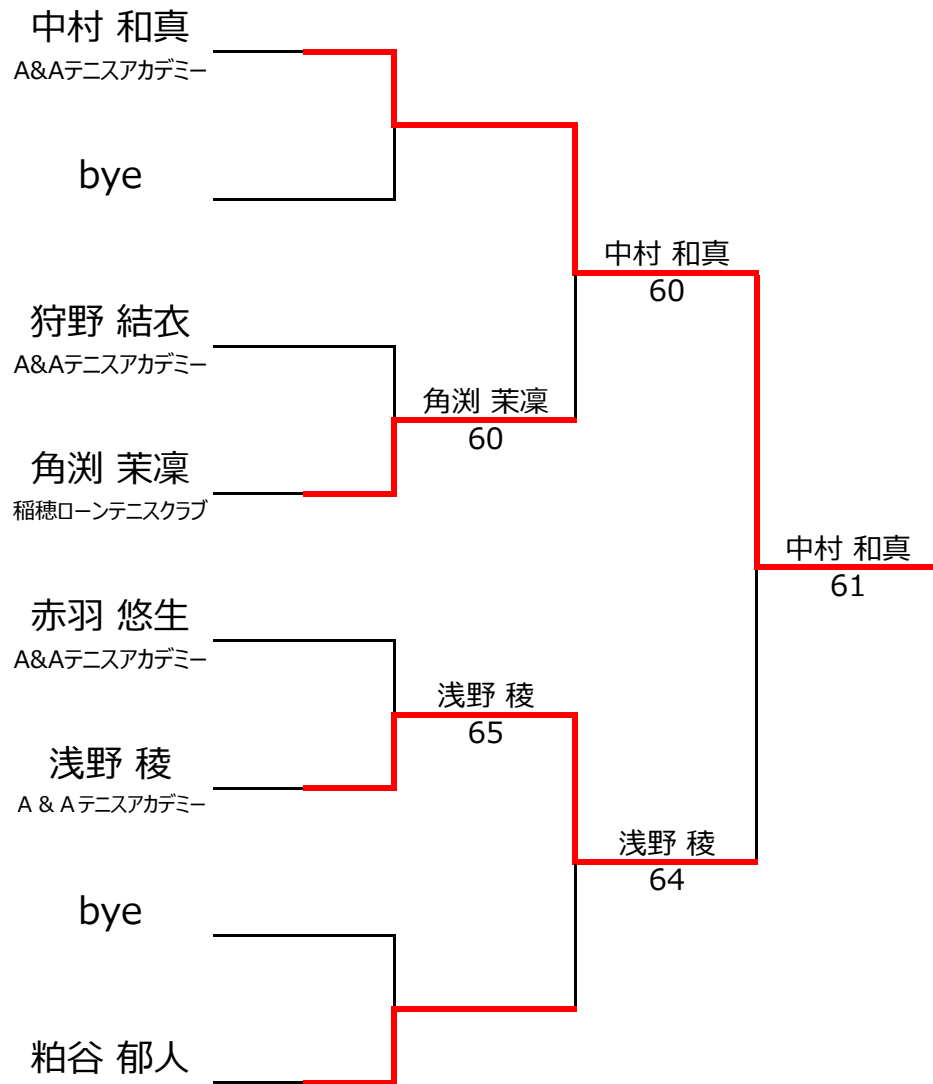 中村 和真
A&Aテニスアカデミー
bye
中村 和真
60
狩野 結衣
A&Aテニスアカデミー
角渕 茉凜
60
角渕 茉凜
稲穂ローンテニスクラブ
中村 和真
61
赤羽 悠生
A&Aテニスアカデミー
浅野 稜
65
浅野 稜
A & A テニスアカデミー
浅野 稜
64
bye
粕谷 郁人